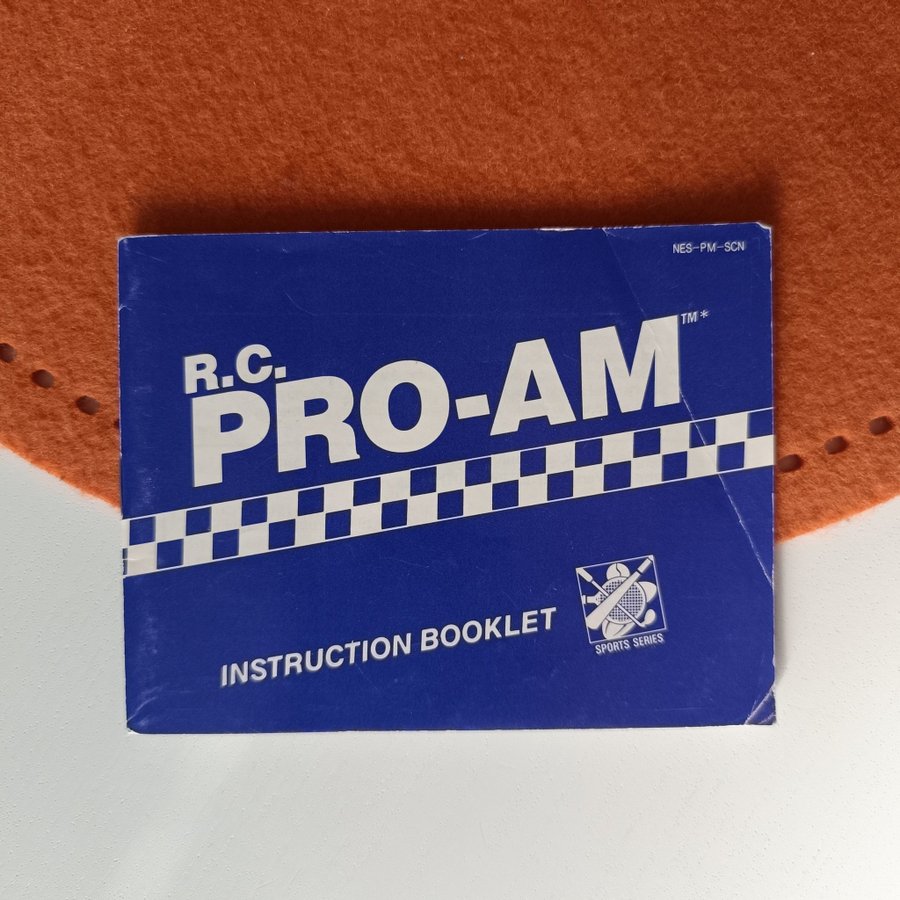 NES-PM-SCN
R.C.
PRO-AM™*
INSTRUCTION BOOKLET
SPORTS SERIES